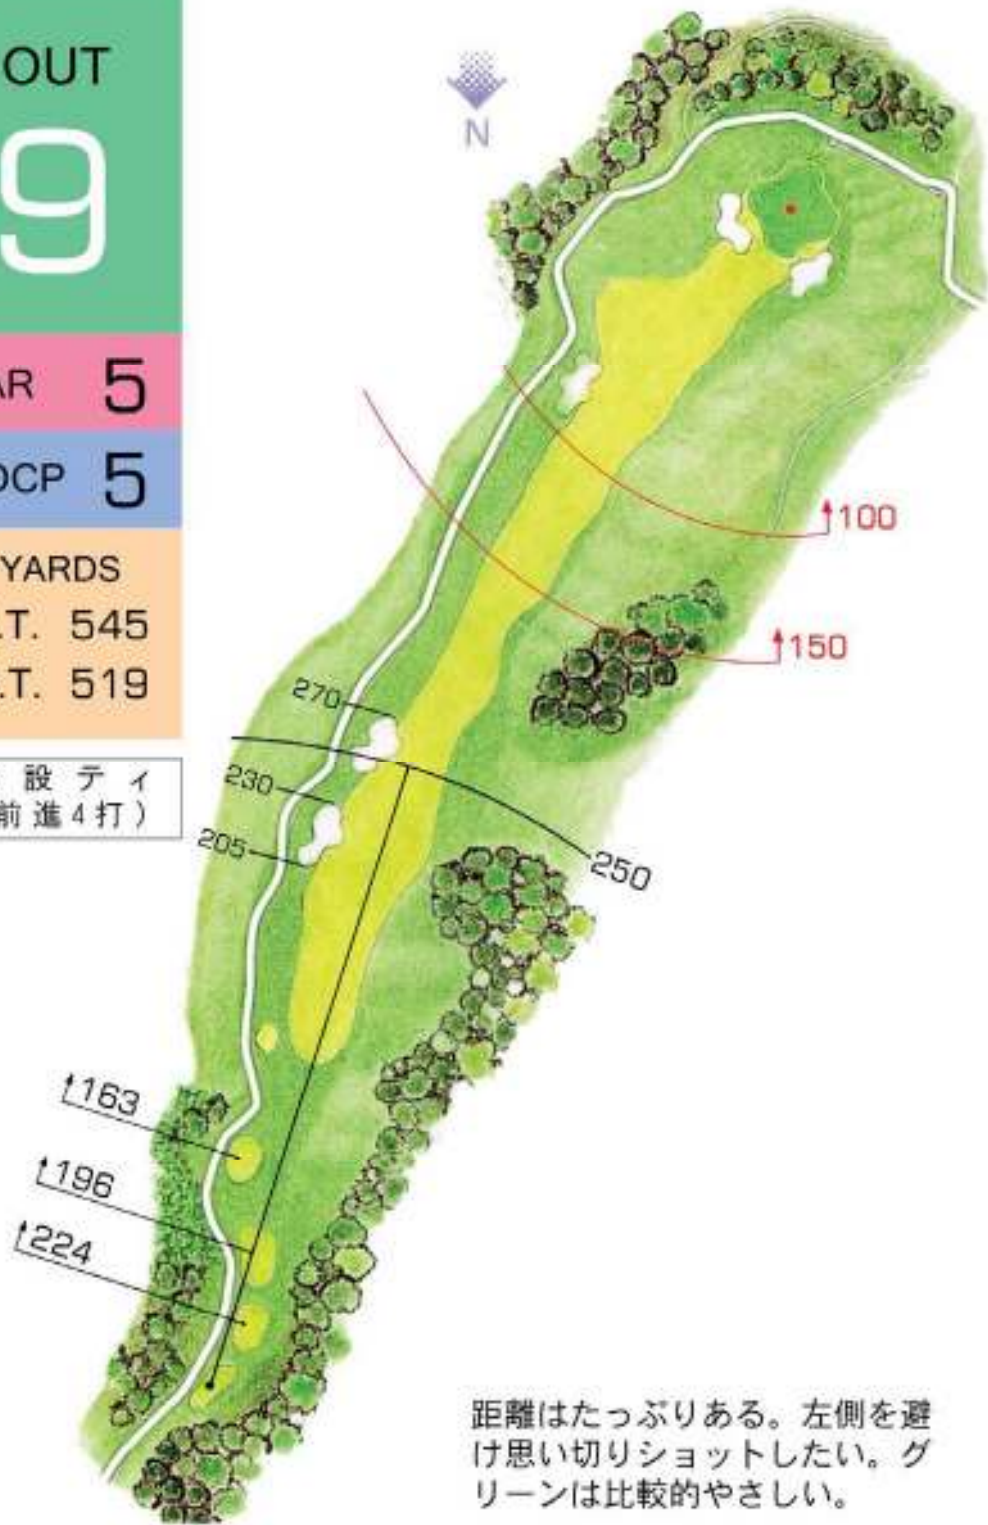 OUT
9
AR 5
DCP 5
YARDS
.T. 545
.T. 519
設 ティ
前 進 4 打 )
N
100
150
270
230
205
250
163
196
224
距離はたっぷりある。左側を避
け思い切りショットしたい。グ
リーンは比較的やさしい。